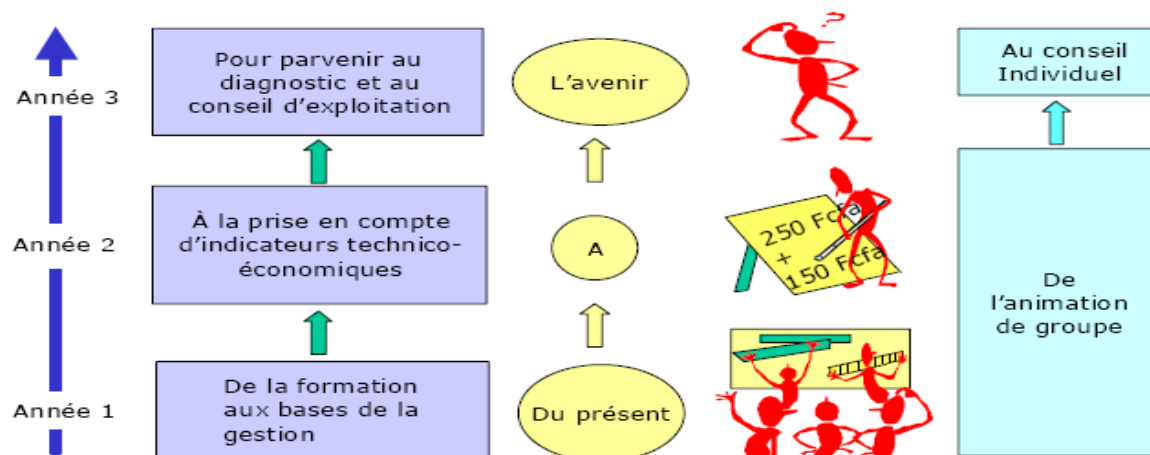 Année 3
Pour parvenir au
diagnostic et au
conseil d'exploitation
L'avenir
?
Au conseil
Individuel
Année 2
À la prise en compte
d'indicateurs technico-
économiques
A
250 Fcfa
+
150 Fcfa
De
l'animation
de groupe
Année 1
De la formation
aux bases de la
gestion
Du présent